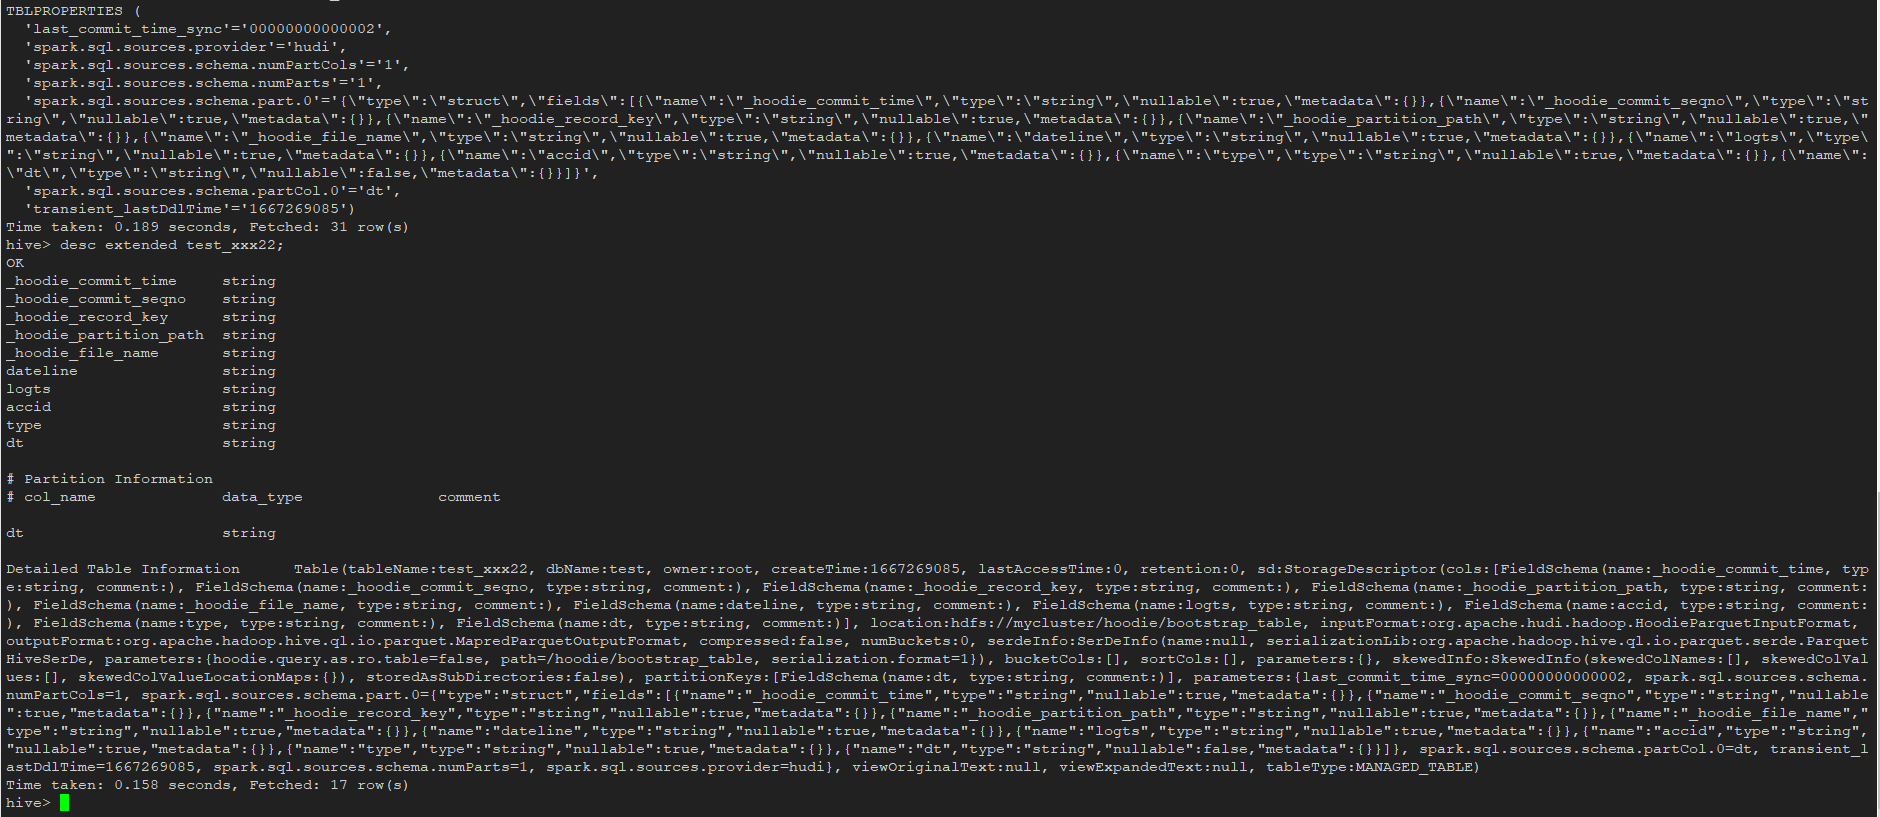 TBLPROPERTIES (
  'last_commit_time_sync'='00000000000002',
  'spark.sql.sources.provider'='hudi',
  'spark.sql.sources.schema.numPartCols'='1',
  'spark.sql.sources.schema.numParts'='1',
  'spark.sql.sources.schema.part.0'='{\"type\":\"struct\",\"fields\":[{\"name\":\"_hoodie_commit_time\",\"type\":\"string\",\"nullable\":true,\"metadata\":{}},{\"name\":\"_hoodie_commit_seqno\",\"type\":\"st
ring\",\"nullable\":true,\"metadata\":{}},{\"name\":\"_hoodie_record_key\",\"type\":\"string\",\"nullable\":true,\"metadata\":{}},{\"name\":\"_hoodie_partition_path\",\"type\":\"string\",\"nullable\":true,\"
metadata\":{}},{\"name\":\"_hoodie_file_name\",\"type\":\"string\",\"nullable\":true,\"metadata\":{}},{\"name\":\"dateline\",\"type\":\"string\",\"nullable\":true,\"metadata\":{}},{\"name\":\"logts\",\"type\
":\"string\",\"nullable\":true,\"metadata\":{}},{\"name\":\"accid\",\"type\":\"string\",\"nullable\":true,\"metadata\":{}},{\"name\":\"type\",\"type\":\"string\",\"nullable\":true,\"metadata\":{}},{\"name\":
\"dt\",\"type\":\"string\",\"nullable\":false,\"metadata\":{}}]}',
  'spark.sql.sources.schema.partCol.0'='dt',
  'transient_lastDdlTime'='1667269085')
Time taken: 0.189 seconds, Fetched: 31 row(s)
hive> desc extended test_xxx22;
OK
_hoodie_commit_time     string
_hoodie_commit_seqno    string
_hoodie_record_key      string
_hoodie_partition_path  string
_hoodie_file_name       string
dateline                string
logts                   string
accid                   string
type                    string
dt                      string
# Partition Information
# col_name              data_type               comment
dt                      string
Detailed Table Information      Table(tableName:test_xxx22, dbName:test, owner:root, createTime:1667269085, lastAccessTime:0, retention:0, sd:StorageDescriptor(cols:[FieldSchema(name:_hoodie_commit_time, typ
e:string, comment:), FieldSchema(name:_hoodie_commit_seqno, type:string, comment:), FieldSchema(name:_hoodie_record_key, type:string, comment:), FieldSchema(name:_hoodie_partition_path, type:string, comment:
), FieldSchema(name:_hoodie_file_name, type:string, comment:), FieldSchema(name:dateline, type:string, comment:), FieldSchema(name:logts, type:string, comment:), FieldSchema(name:accid, type:string, comment:
), FieldSchema(name:type, type:string, comment:), FieldSchema(name:dt, type:string, comment:)], location:hdfs://mycluster/hoodie/bootstrap_table, inputFormat:org.apache.hudi.hadoop.HoodieParquetInputFormat, 
outputFormat:org.apache.hadoop.hive.ql.io.parquet.MapredParquetOutputFormat, compressed:false, numBuckets:0, serdeInfo:SerDeInfo(name:null, serializationLib:org.apache.hadoop.hive.ql.io.parquet.serde.Parquet
HiveSerDe, parameters:{hoodie.query.as.ro.table=false, path=/hoodie/bootstrap_table, serialization.format=1}), bucketCols:[], sortCols:[], parameters:{}, skewedInfo:SkewedInfo(skewedColNames:[], skewedColVal
ues:[], skewedColValueLocationMaps:{}), storedAsSubDirectories:false), partitionKeys:[FieldSchema(name:dt, type:string, comment:)], parameters:{last_commit_time_sync=00000000000002, spark.sql.sources.schema.
numPartCols=1, spark.sql.sources.schema.part.0={"type":"struct","fields":[{"name":"_hoodie_commit_time","type":"string","nullable":true,"metadata":{}},{"name":"_hoodie_commit_seqno","type":"string","nullable
":true,"metadata":{}},{"name":"_hoodie_record_key","type":"string","nullable":true,"metadata":{}},{"name":"_hoodie_partition_path","type":"string","nullable":true,"metadata":{}},{"name":"_hoodie_file_name","
type":"string","nullable":true,"metadata":{}},{"name":"dateline","type":"string","nullable":true,"metadata":{}},{"name":"logts","type":"string","nullable":true,"metadata":{}},{"name":"accid","type":"string",
"nullable":true,"metadata":{}},{"name":"type","type":"string","nullable":true,"metadata":{}},{"name":"dt","type":"string","nullable":false,"metadata":{}}]}, spark.sql.sources.schema.partCol.0=dt, transient_l
astDdlTime=1667269085, spark.sql.sources.schema.numParts=1, spark.sql.sources.provider=hudi}, viewOriginalText:null, viewExpandedText:null, tableType:MANAGED_TABLE)
Time taken: 0.158 seconds, Fetched: 17 row(s)
hive>